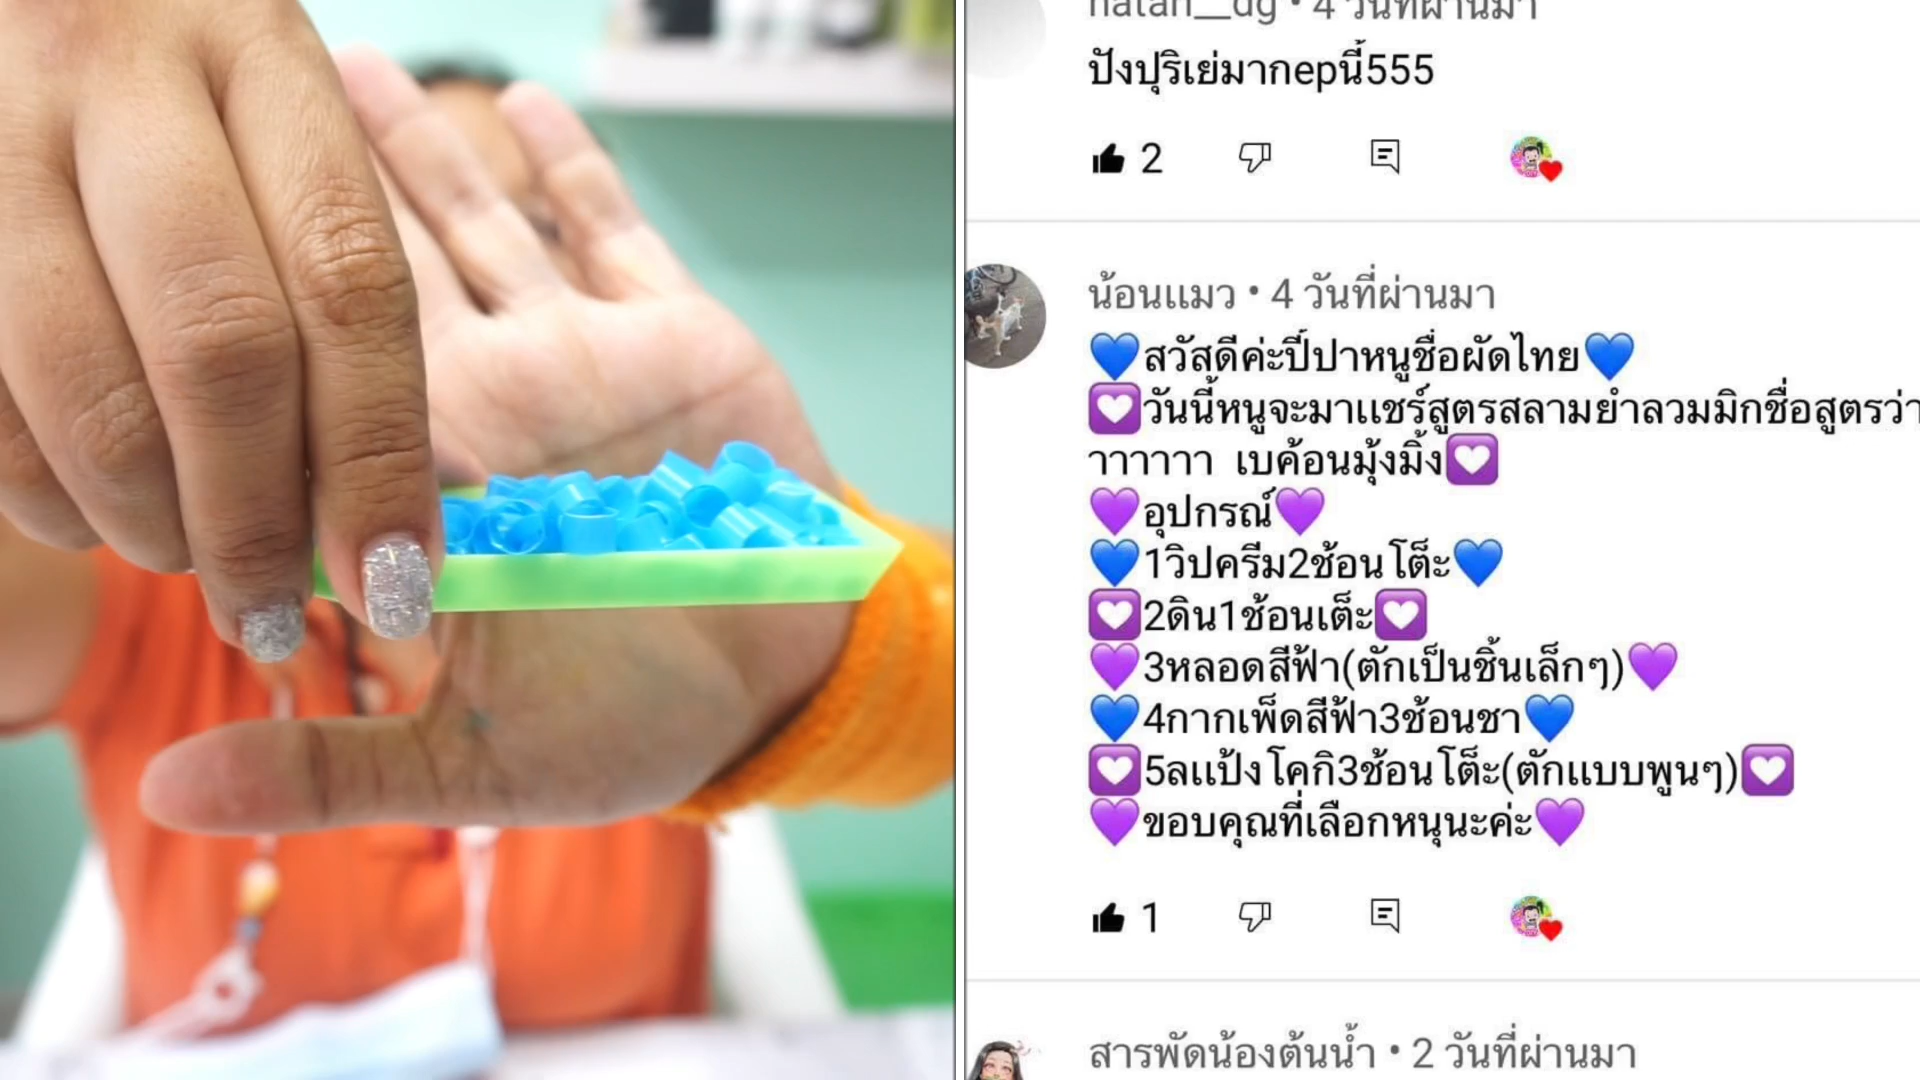 natan__dg • 4 วันที่ผ่านมา
ปังปุริเย่มากepนี้555
2
น้อนแมว • 4 วันที่ผ่านมา
💙สวัสดีค่ะปี้ปาหนูชื่อผัดไทย💙
💟วันนี้หนูจะมาแชร์สูตรสลามยำลวมมิกชื่อสูตรว่า
าาาาาา เบค้อนมุ้งมิ้ง💟
💜อุปกรณ์💜
💙1วิปครีม2ช้อนโต็ะ💙
💟2ดิน1ช้อนเต็ะ💟
💜3หลอดสีฟ้า(ตักเป็นชิ้นเล็กๆ)💜
💙4กากเพ็ดสีฟ้า3ช้อนชา💙
💟5ลแป้งโคกิ3ช้อนโต็ะ(ตักแบบพูนๆ)💟
💜ขอบคุณที่เลือกหนุนะค่ะ💜
1
สารพัดน้องต้นน้ำ • 2 วันที่ผ่านมา